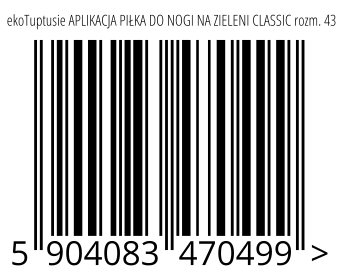 ekoTuptusie APLIKACJA PIŁKA DO NOGI NA ZIELENI CLASSIC rozm. 43
5 904083 470499 >